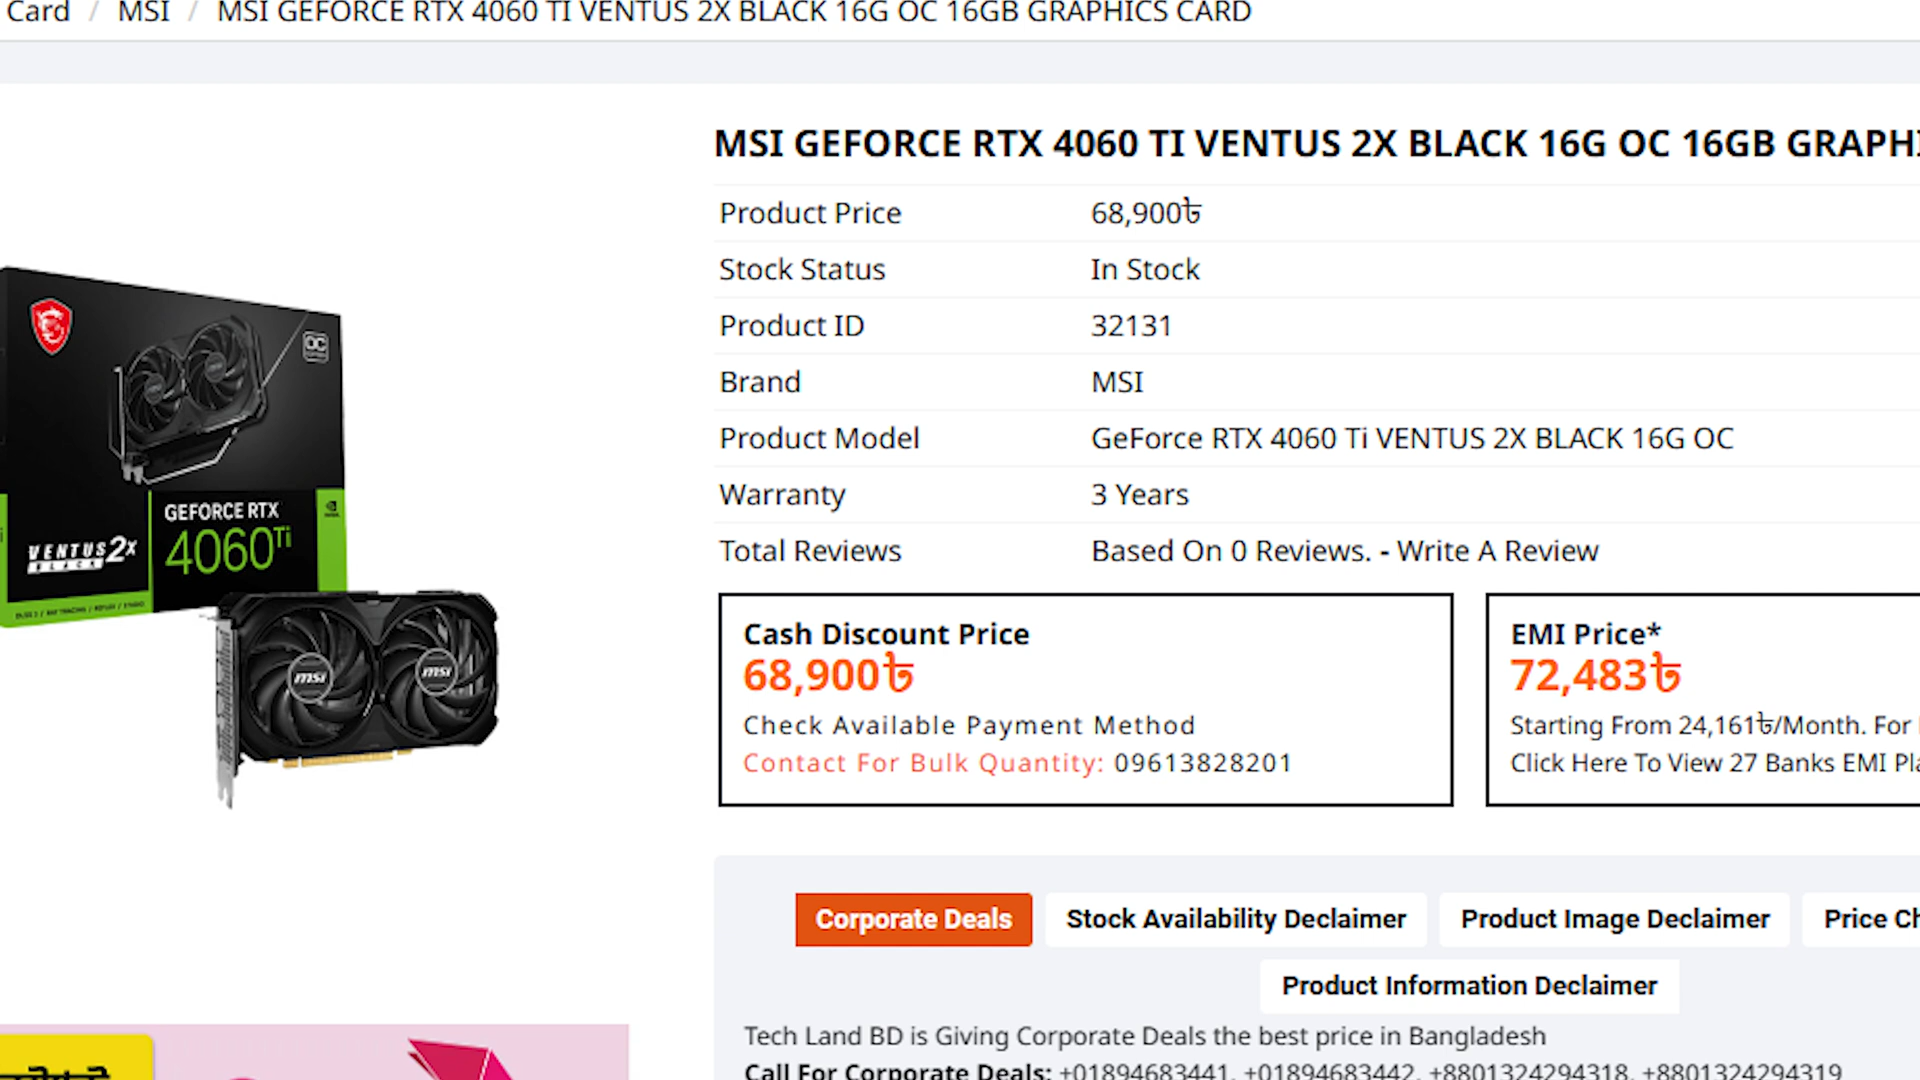 Card / MSI / MSI GEFORCE RTX 4060 TI VENTUS 2X BLACK 16G OC 16GB GRAPHICS CARD
MSI GEFORCE RTX 4060 TI VENTUS 2X BLACK 16G OC 16GB GRAPHI
Product Price 68,900৳
Stock Status In Stock
Product ID 32131
Brand MSI
Product Model GeForce RTX 4060 Ti VENTUS 2X BLACK 16G OC
Warranty 3 Years
Total Reviews Based On 0 Reviews. - Write A Review
OC
GEFORCE RTX
4060Ti
VENTUS 2X
BLACK
msi msi
Cash Discount Price
68,900৳
Check Available Payment Method
Contact For Bulk Quantity: 09613828201
EMI Price*
72,483৳
Starting From 24,161৳/Month. For
Click Here To View 27 Banks EMI Pla
Corporate Deals Stock Availability Declaimer Product Image Declaimer Price Ch
Product Information Declaimer
Tech Land BD is Giving Corporate Deals the best price in Bangladesh
Call For Corporate Deals: +01894683441, +01894683442, +8801324294318, +8801324294319